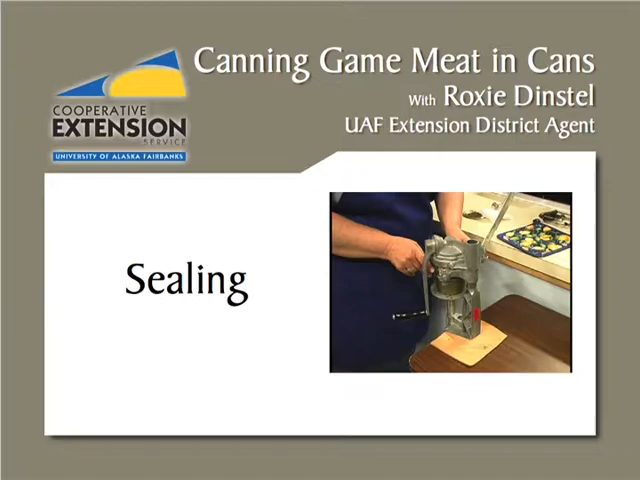 Canning Game Meat in Cans
With Roxie Dinstel
UAF Extension District Agent
COOPERATIVE
EXTENSION
SERVICE
UNIVERSITY OF ALASKA FAIRBANKS
Sealing